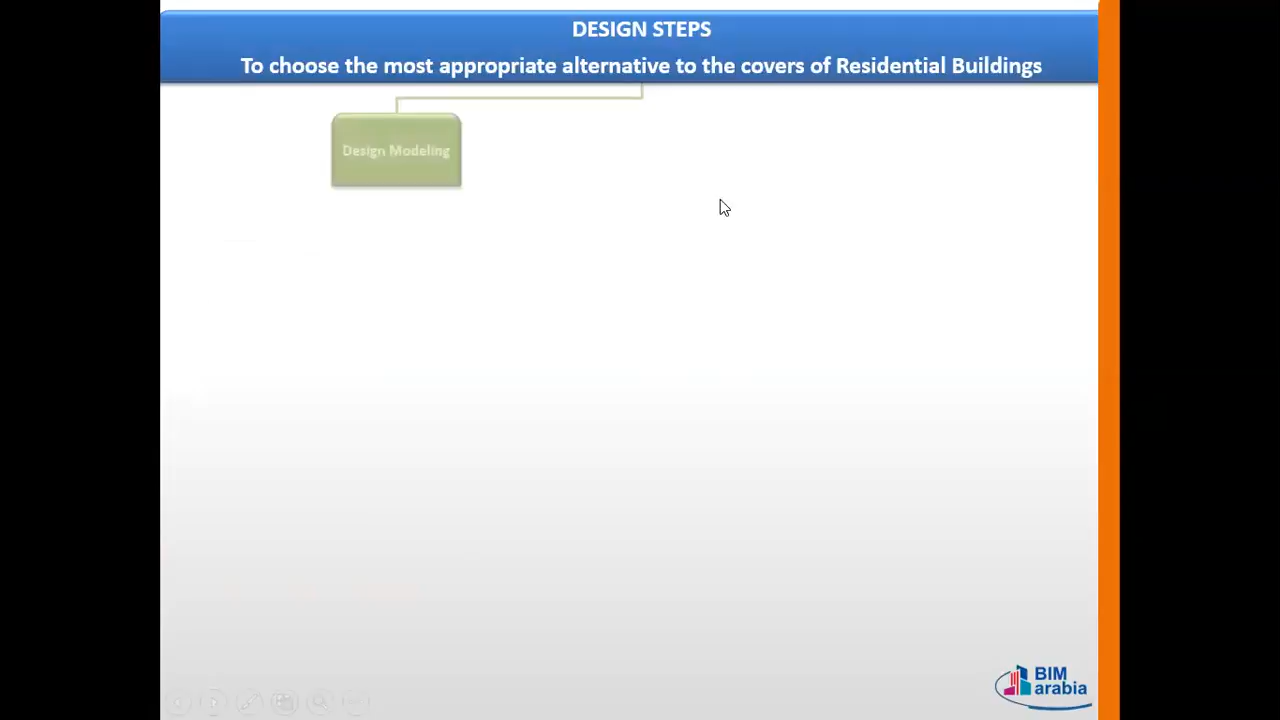 DESIGN STEPS
To choose the most appropriate alternative to the covers of Residential Buildings
Design Modeling
BIM
arabia